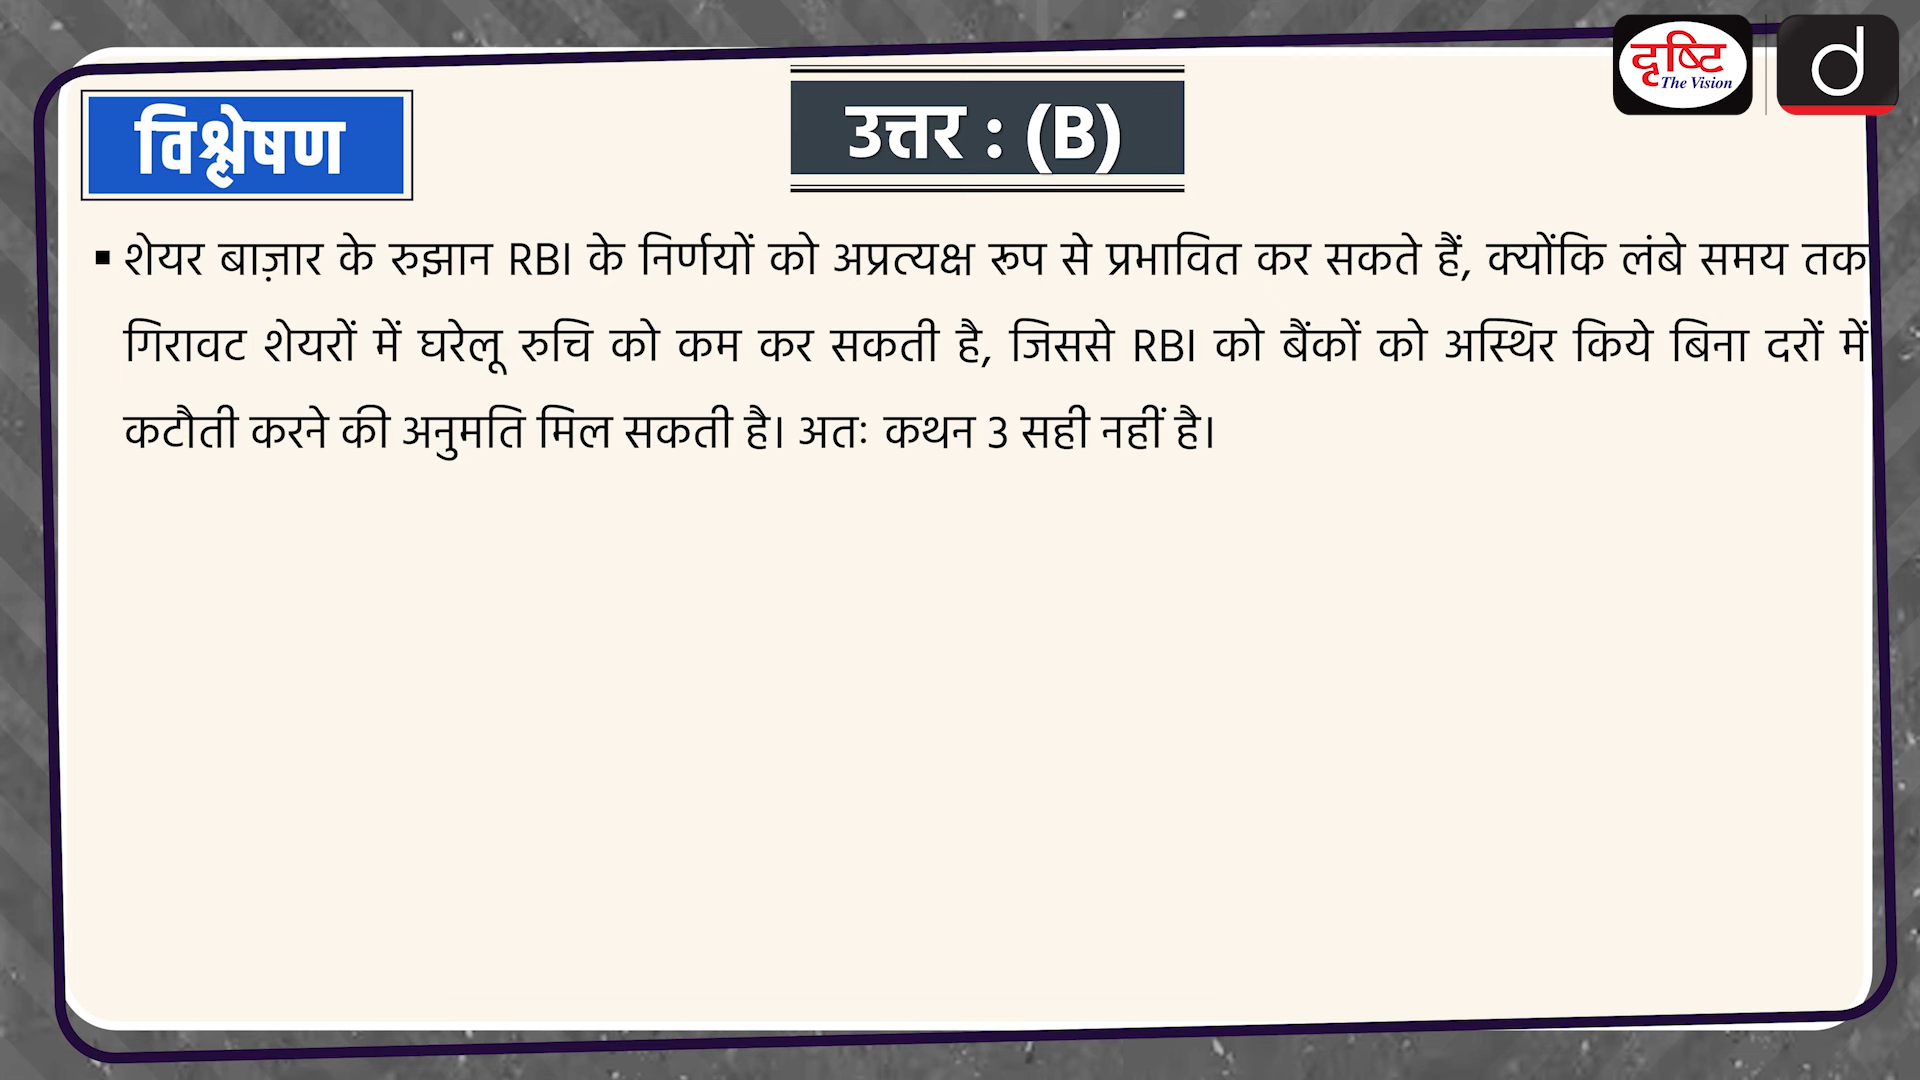 दृष्टि
The Vision
d
विश्लेषण
उत्तर : (B)
▪ शेयर बाज़ार के रुझान RBI के निर्णयों को अप्रत्यक्ष रूप से प्रभावित कर सकते हैं, क्योंकि लंबे समय तक
गिरावट शेयरों में घरेलू रुचि को कम कर सकती है, जिससे RBI को बैंकों को अस्थिर किये बिना दरों में
कटौती करने की अनुमति मिल सकती है। अतः कथन 3 सही नहीं है।